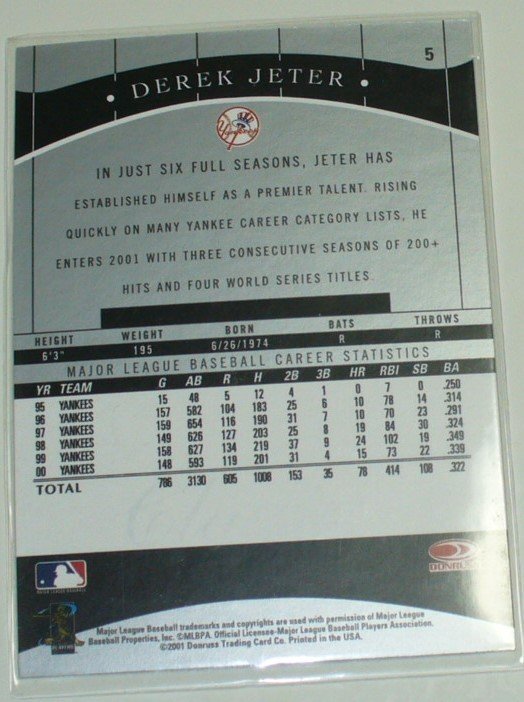 5
DEREK JETER
Yankees
IN JUST SIX FULL SEASONS, JETER HAS
ESTABLISHED HIMSELF AS A PREMIER TALENT. RISING
QUICKLY ON MANY YANKEE CAREER CATEGORY LISTS, HE
ENTERS 2001 WITH THREE CONSECUTIVE SEASONS OF 200+
HITS AND FOUR WORLD SERIES TITLES.
HEIGHT WEIGHT BORN BATS THROWS
6'3" 195 6/26/1974 R R
MAJOR LEAGUE BASEBALL CAREER STATISTICS
YR TEAM G AB R H 2B 3B HR RBI SB BA
95 YANKEES 15 48 5 12 4 1 0 7 0 .250
96 YANKEES 157 582 104 183 25 6 10 78 14 .314
97 YANKEES 159 654 116 190 31 7 10 70 23 .291
98 YANKEES 149 626 127 203 25 8 19 84 30 .324
99 YANKEES 158 627 134 219 37 9 24 102 19 .349
00 YANKEES 148 593 119 201 31 4 15 73 22 .339
TOTAL 786 3130 605 1008 153 35 78 414 108 .322
MAJOR LEAGUE BASEBALL
DONRUSS
PLAYERS
Major League Baseball trademarks and copyrights are used with permission of Major League
Baseball Properties, Inc. ©MLBPA Official Licensee-Major League Baseball Players Association.
©2001 Donruss Trading Card Co. Printed in the USA.